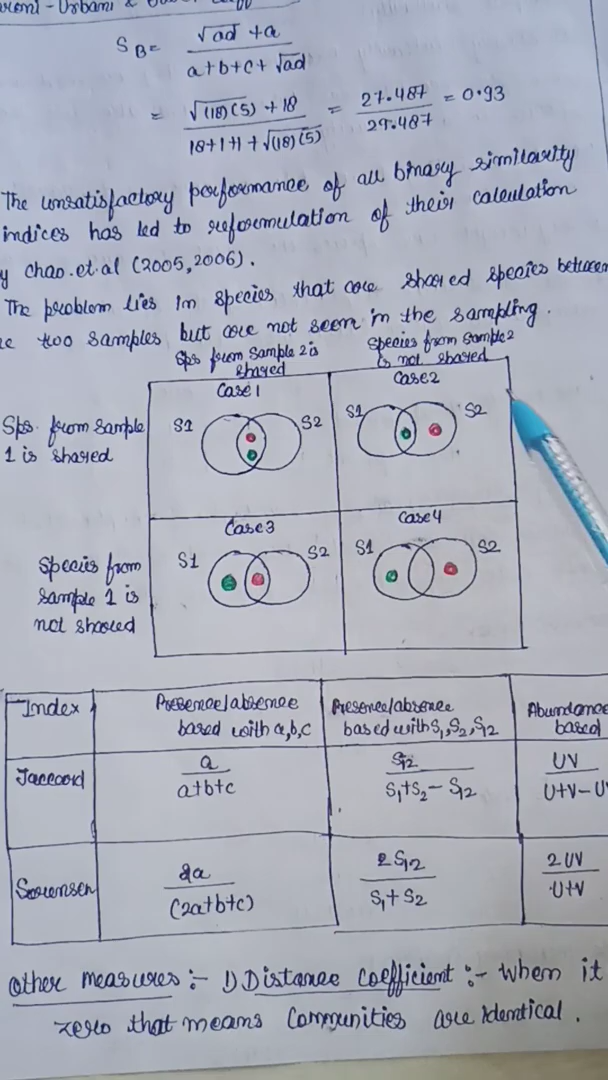 oni - Urbani &
S_B = (√ad + a) / (a+b+c+√ad)
= (√(18)(5) + 18) / (18+1+1+√(18)(5)) = 27.487 / 29.487 = 0.93
The unsatisfactory performance of all binary similarity
indices has led to reformulation of their calculation
y chao.et.al (2005,2006).
The problem lies in species that are shared species between
e two samples but are not seen in the sampling.
Sps from sample 2 is shared
Species from sample 2 is not shared
Case 1
Case 2
Sps. from sample
1 is shared
S1 S2
S1 S2
Case 3
Case 4
Species from
sample 1 is
not shared
S1 S2
S1 S2
Index
Presence/absence based with a,b,c
Presence/absence based with S₁,S₂,S₁₂
Abundance based
Jaccard
a / (a+b+c)
S₁₂ / (S₁+S₂-S₁₂)
UV / (U+V-U
Sorensen
2a / (2a+b+c)
2S₁₂ / (S₁+S₂)
2UV / (U+V)
other measures :- 1) Distance coefficient :- when it
zero that means Communities are identical.